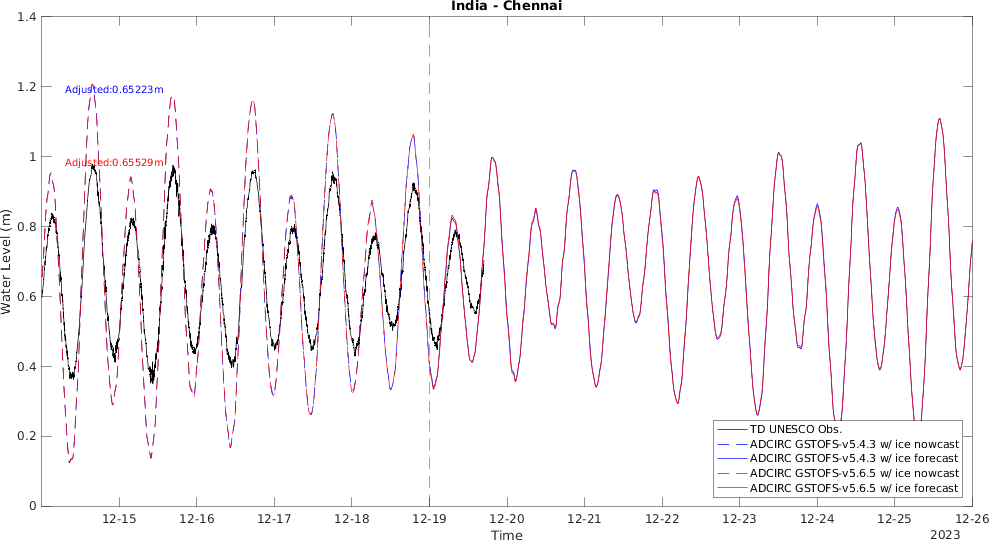 India - Chennai
1.4
1.2
1
0.8
0.6
0.4
0.2
0
Water Level (m)
Adjusted:0.65223m
Adjusted:0.65529m
TD UNESCO Obs.
ADCIRC GSTOFS-v5.4.3 w/ ice nowcast
ADCIRC GSTOFS-v5.4.3 w/ ice forecast
ADCIRC GSTOFS-v5.6.5 w/ ice nowcast
ADCIRC GSTOFS-v5.6.5 w/ ice forecast
12-15 12-16 12-17 12-18 12-19 12-20 12-21 12-22 12-23 12-24 12-25 12-26
Time
2023